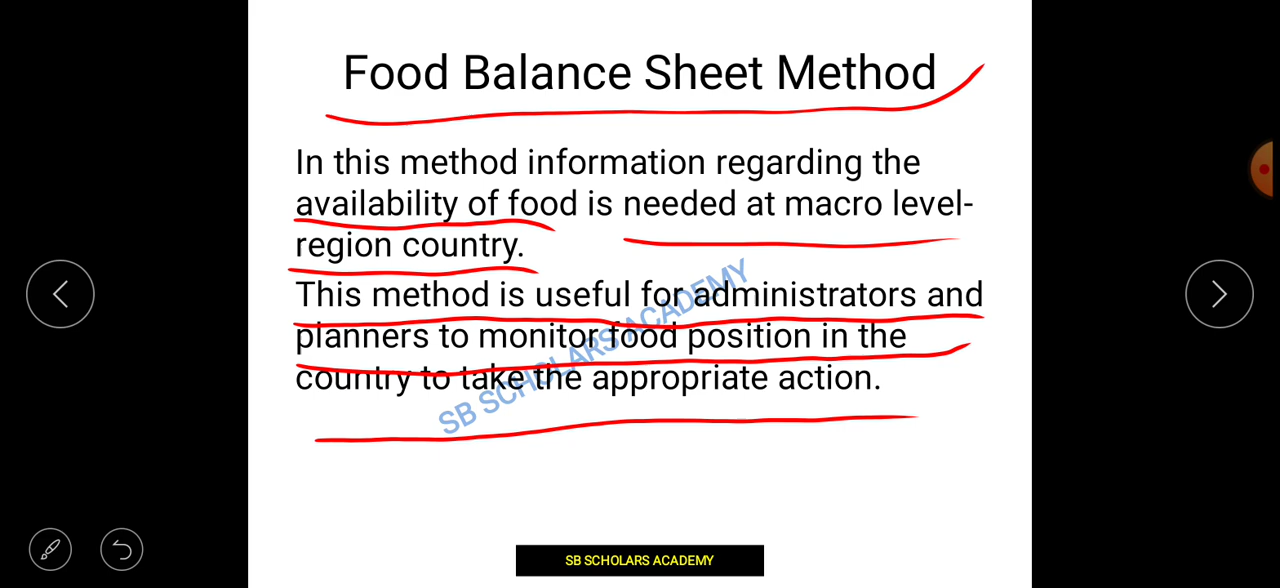 Food Balance Sheet Method
In this method information regarding the
availability of food is needed at macro level-
region country.
This method is useful for administrators and
planners to monitor food position in the
country to take the appropriate action.
SB SCHOLARS ACADEMY
SB SCHOLARS ACADEMY